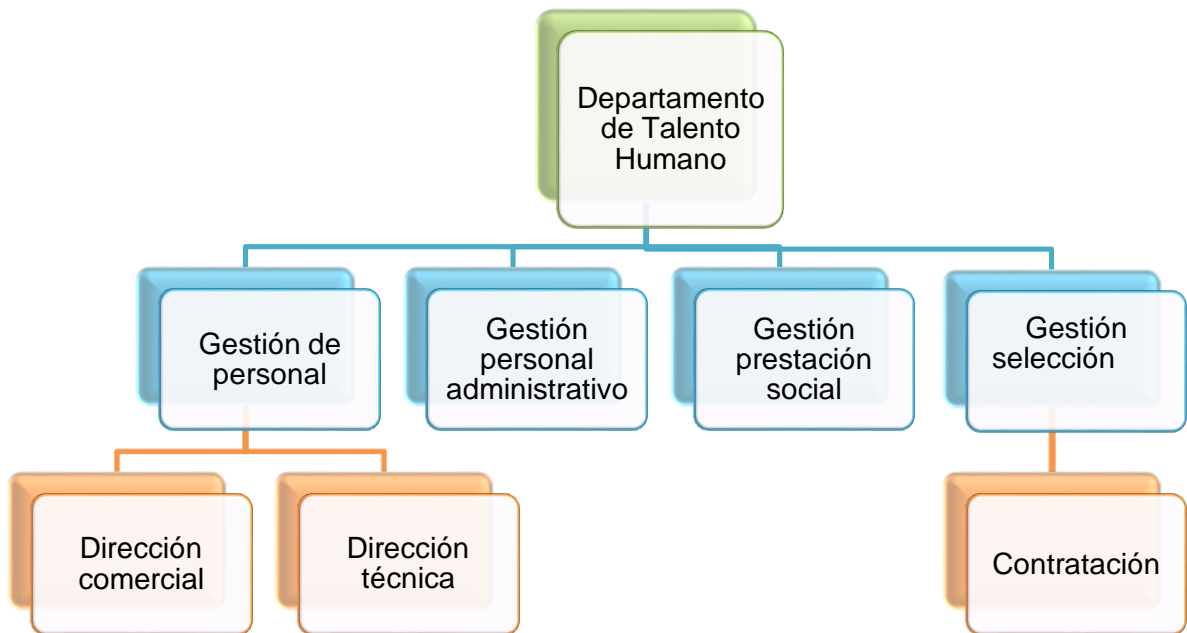 Departamento
de Talento
Humano
Gestión de
personal
Gestión
personal
administrativo
Gestión
prestación
social
Gestión
selección
Dirección
comercial
Dirección
técnica
Contratación